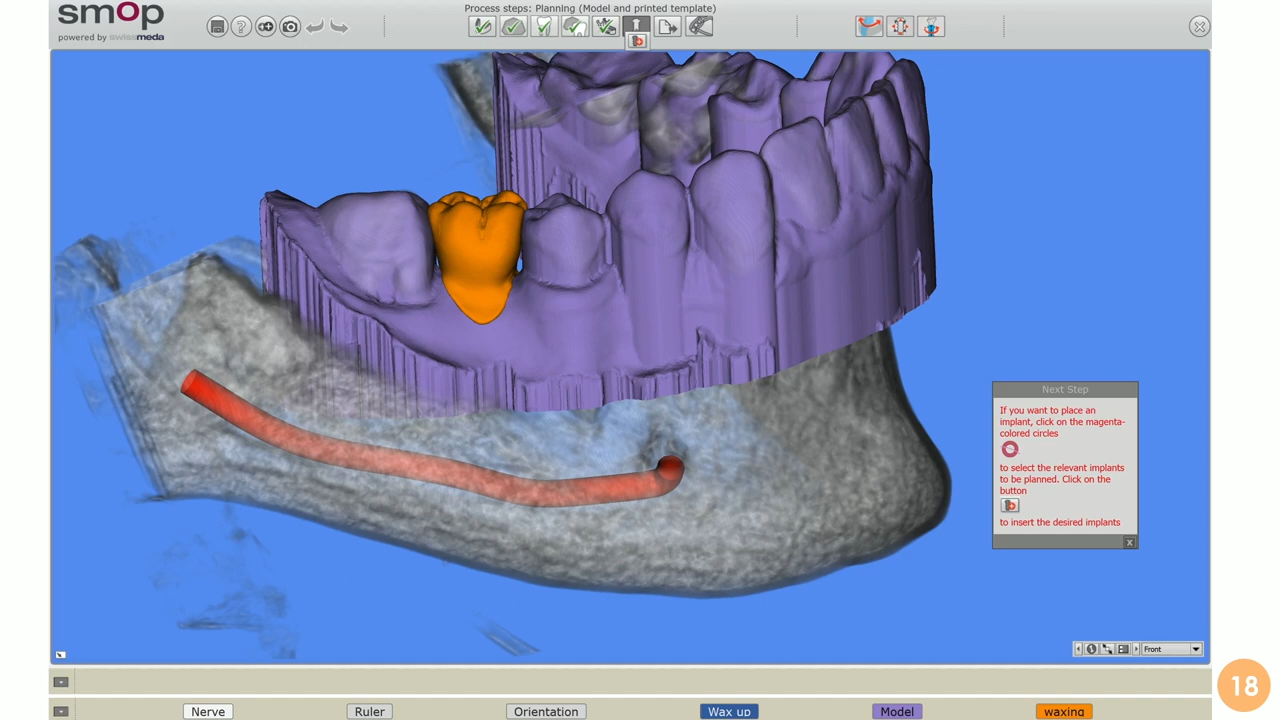 smop
powered by swissmeda
Process steps: Planning (Model and printed template)
Next Step
If you want to place an
implant, click on the magenta-
colored circles
to select the relevant implants
to be planned. Click on the
button
to insert the desired implants
x
Front
Nerve
Ruler
Orientation
Wax up
Model
waxing
18